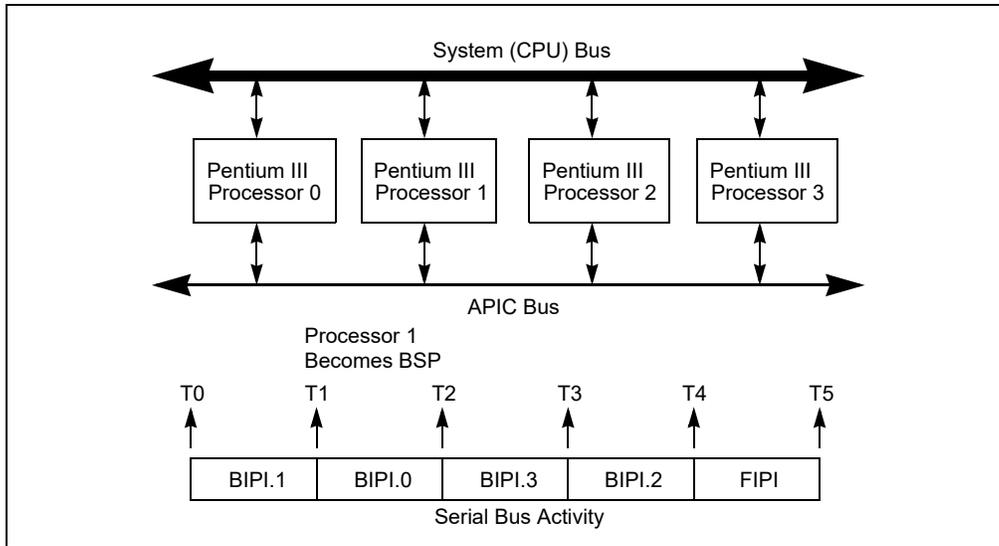 System (CPU) Bus
Pentium III
Processor 0
Pentium III
Processor 1
Pentium III
Processor 2
Pentium III
Processor 3
APIC Bus
Processor 1
Becomes BSP
T0 T1 T2 T3 T4 T5
BIPI.1 BIPI.0 BIPI.3 BIPI.2 FIPI
Serial Bus Activity